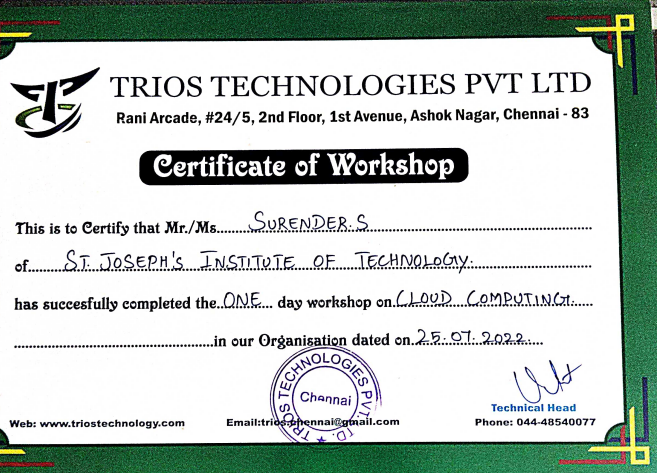 TRIOS TECHNOLOGIES PVT LTD
Rani Arcade, #24/5, 2nd Floor, 1st Avenue, Ashok Nagar, Chennai - 83
Certificate of Workshop
This is to Certify that Mr./Ms. SURENDER.S
of ST. JOSEPH'S INSTITUTE OF TECHNOLOGY.
has succesfully completed the ONE day workshop on CLOUD COMPUTING.
in our Organisation dated on 25.07.2022.
TRIOS TECHNOLOGIES PVT. LTD.
Chennai
Technical Head
Web: www.triostechnology.com Email:trios.chennai@gmail.com Phone: 044-48540077